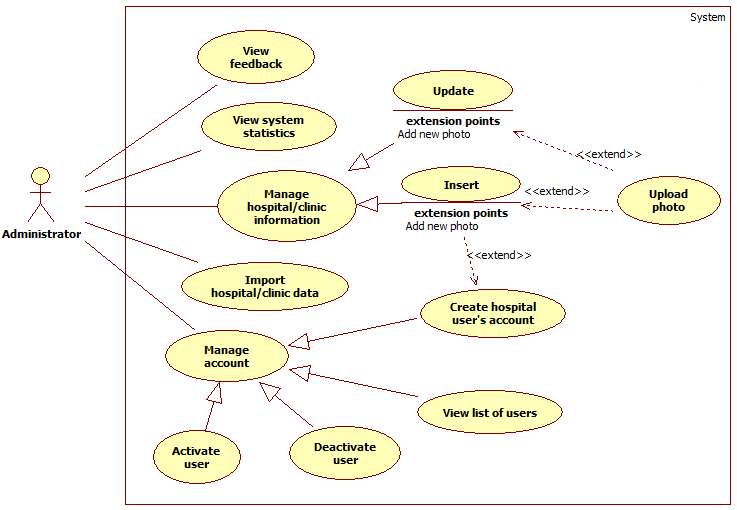 System
View
feedback
Update
extension points
Add new photo
View system
statistics
<<extend>>
Administrator
Manage
hospital/clinic
information
Insert
extension points
Add new photo
<<extend>>
Upload
photo
<<extend>>
Import
hospital/clinic data
Create hospital
user's account
Manage
account
View list of users
Activate
user
Deactivate
user